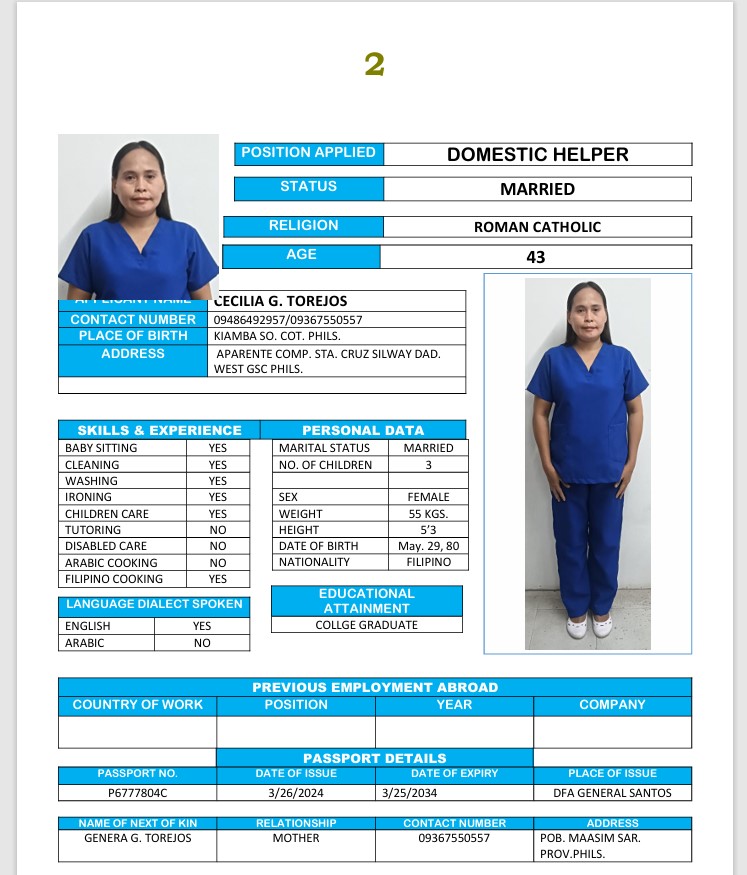 2
POSITION APPLIED DOMESTIC HELPER
STATUS MARRIED
RELIGION ROMAN CATHOLIC
AGE 43
APPLICANT NAME CECILIA G. TOREJOS
CONTACT NUMBER 09486492957/09367550557
PLACE OF BIRTH KIAMBA SO. COT. PHILS.
ADDRESS APARENTE COMP. STA. CRUZ SILWAY DAD.
WEST GSC PHILS.
SKILLS & EXPERIENCE PERSONAL DATA
BABY SITTING YES MARITAL STATUS MARRIED
CLEANING YES NO. OF CHILDREN 3
WASHING YES
IRONING YES SEX FEMALE
CHILDREN CARE YES WEIGHT 55 KGS.
TUTORING NO HEIGHT 5’3
DISABLED CARE NO DATE OF BIRTH May. 29, 80
ARABIC COOKING NO NATIONALITY FILIPINO
FILIPINO COOKING YES
LANGUAGE DIALECT SPOKEN
ENGLISH YES
ARABIC NO
EDUCATIONAL
ATTAINMENT
COLLGE GRADUATE
PREVIOUS EMPLOYMENT ABROAD
COUNTRY OF WORK POSITION YEAR COMPANY
PASSPORT DETAILS
PASSPORT NO. DATE OF ISSUE DATE OF EXPIRY PLACE OF ISSUE
P6777804C 3/26/2024 3/25/2034 DFA GENERAL SANTOS
NAME OF NEXT OF KIN RELATIONSHIP CONTACT NUMBER ADDRESS
GENERA G. TOREJOS MOTHER 09367550557 POB. MAASIM SAR.
PROV.PHILS.